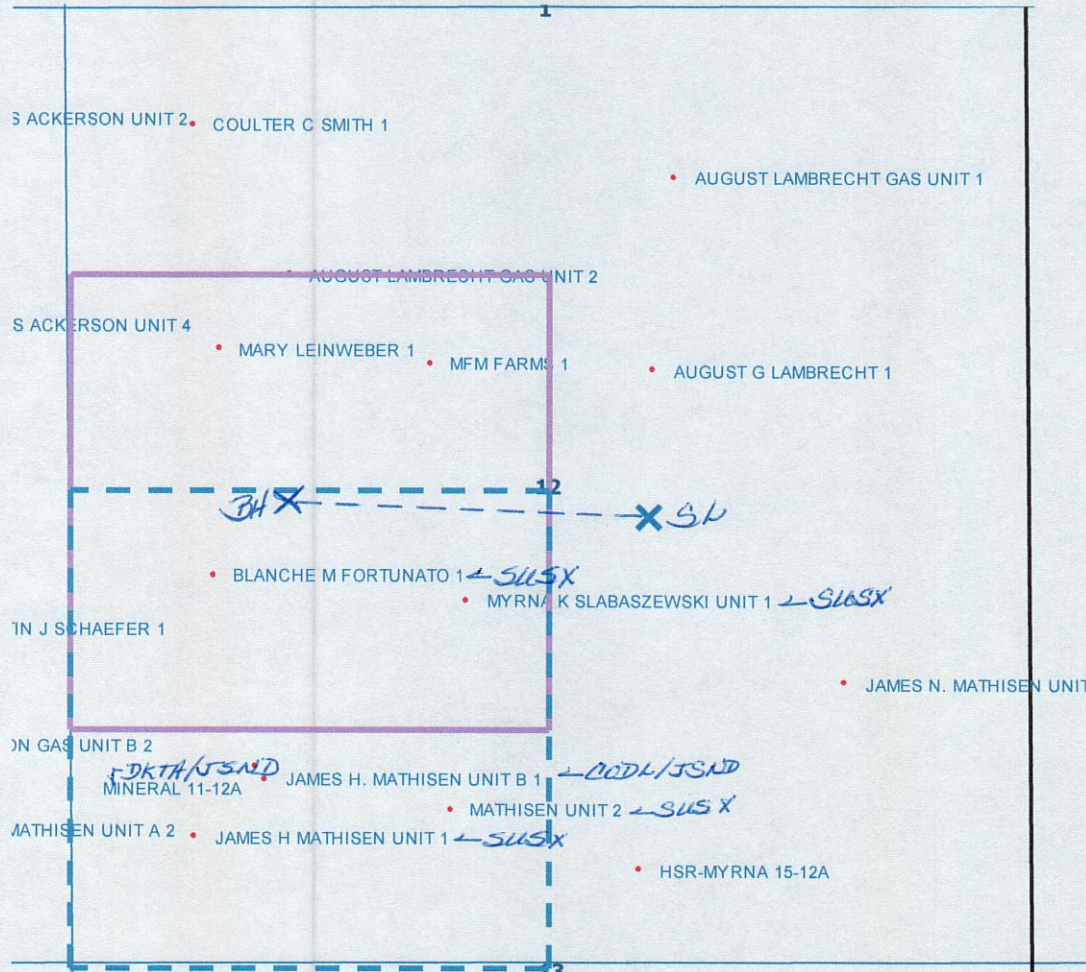 1
S ACKERSON UNIT 2
COULTER C SMITH 1
AUGUST LAMBRECHT GAS UNIT 1
AUGUST LAMBRECHT GAS UNIT 2
S ACKERSON UNIT 4
MARY LEINWEBER 1
MFM FARMS 1
AUGUST G LAMBRECHT 1
12
BH
SL
BLANCHE M FORTUNATO 1 ← SUSX
MYRNA K SLABASZEWSKI UNIT 1 ← SUSX
IN J SCHAEFER 1
JAMES N. MATHISEN UNIT
ON GAS UNIT B 2
DKTA/JSND
JAMES H. MATHISEN UNIT B 1 ← CODL/JSND
MINERAL 11-12A
MATHISEN UNIT 2 ← SUSX
MATHISEN UNIT A 2
JAMES H MATHISEN UNIT 1 ← SUSX
HSR-MYRNA 15-12A
13